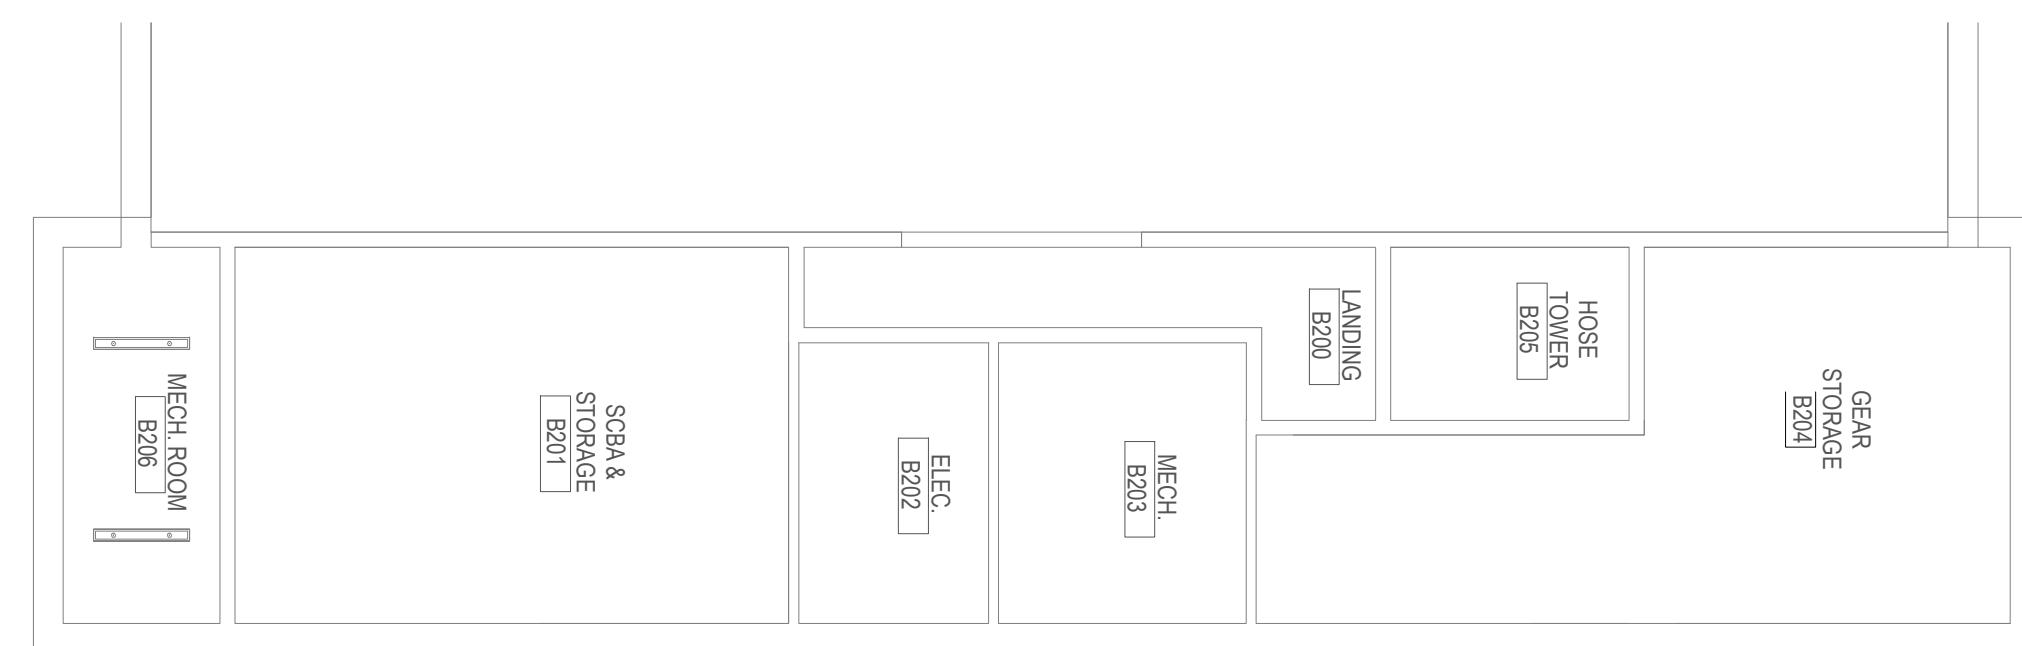 MECH. ROOM
B206
SCBA &
STORAGE
B201
ELEC.
B202
MECH.
B203
LANDING
B200
HOSE
TOWER
B205
GEAR
STORAGE
B204